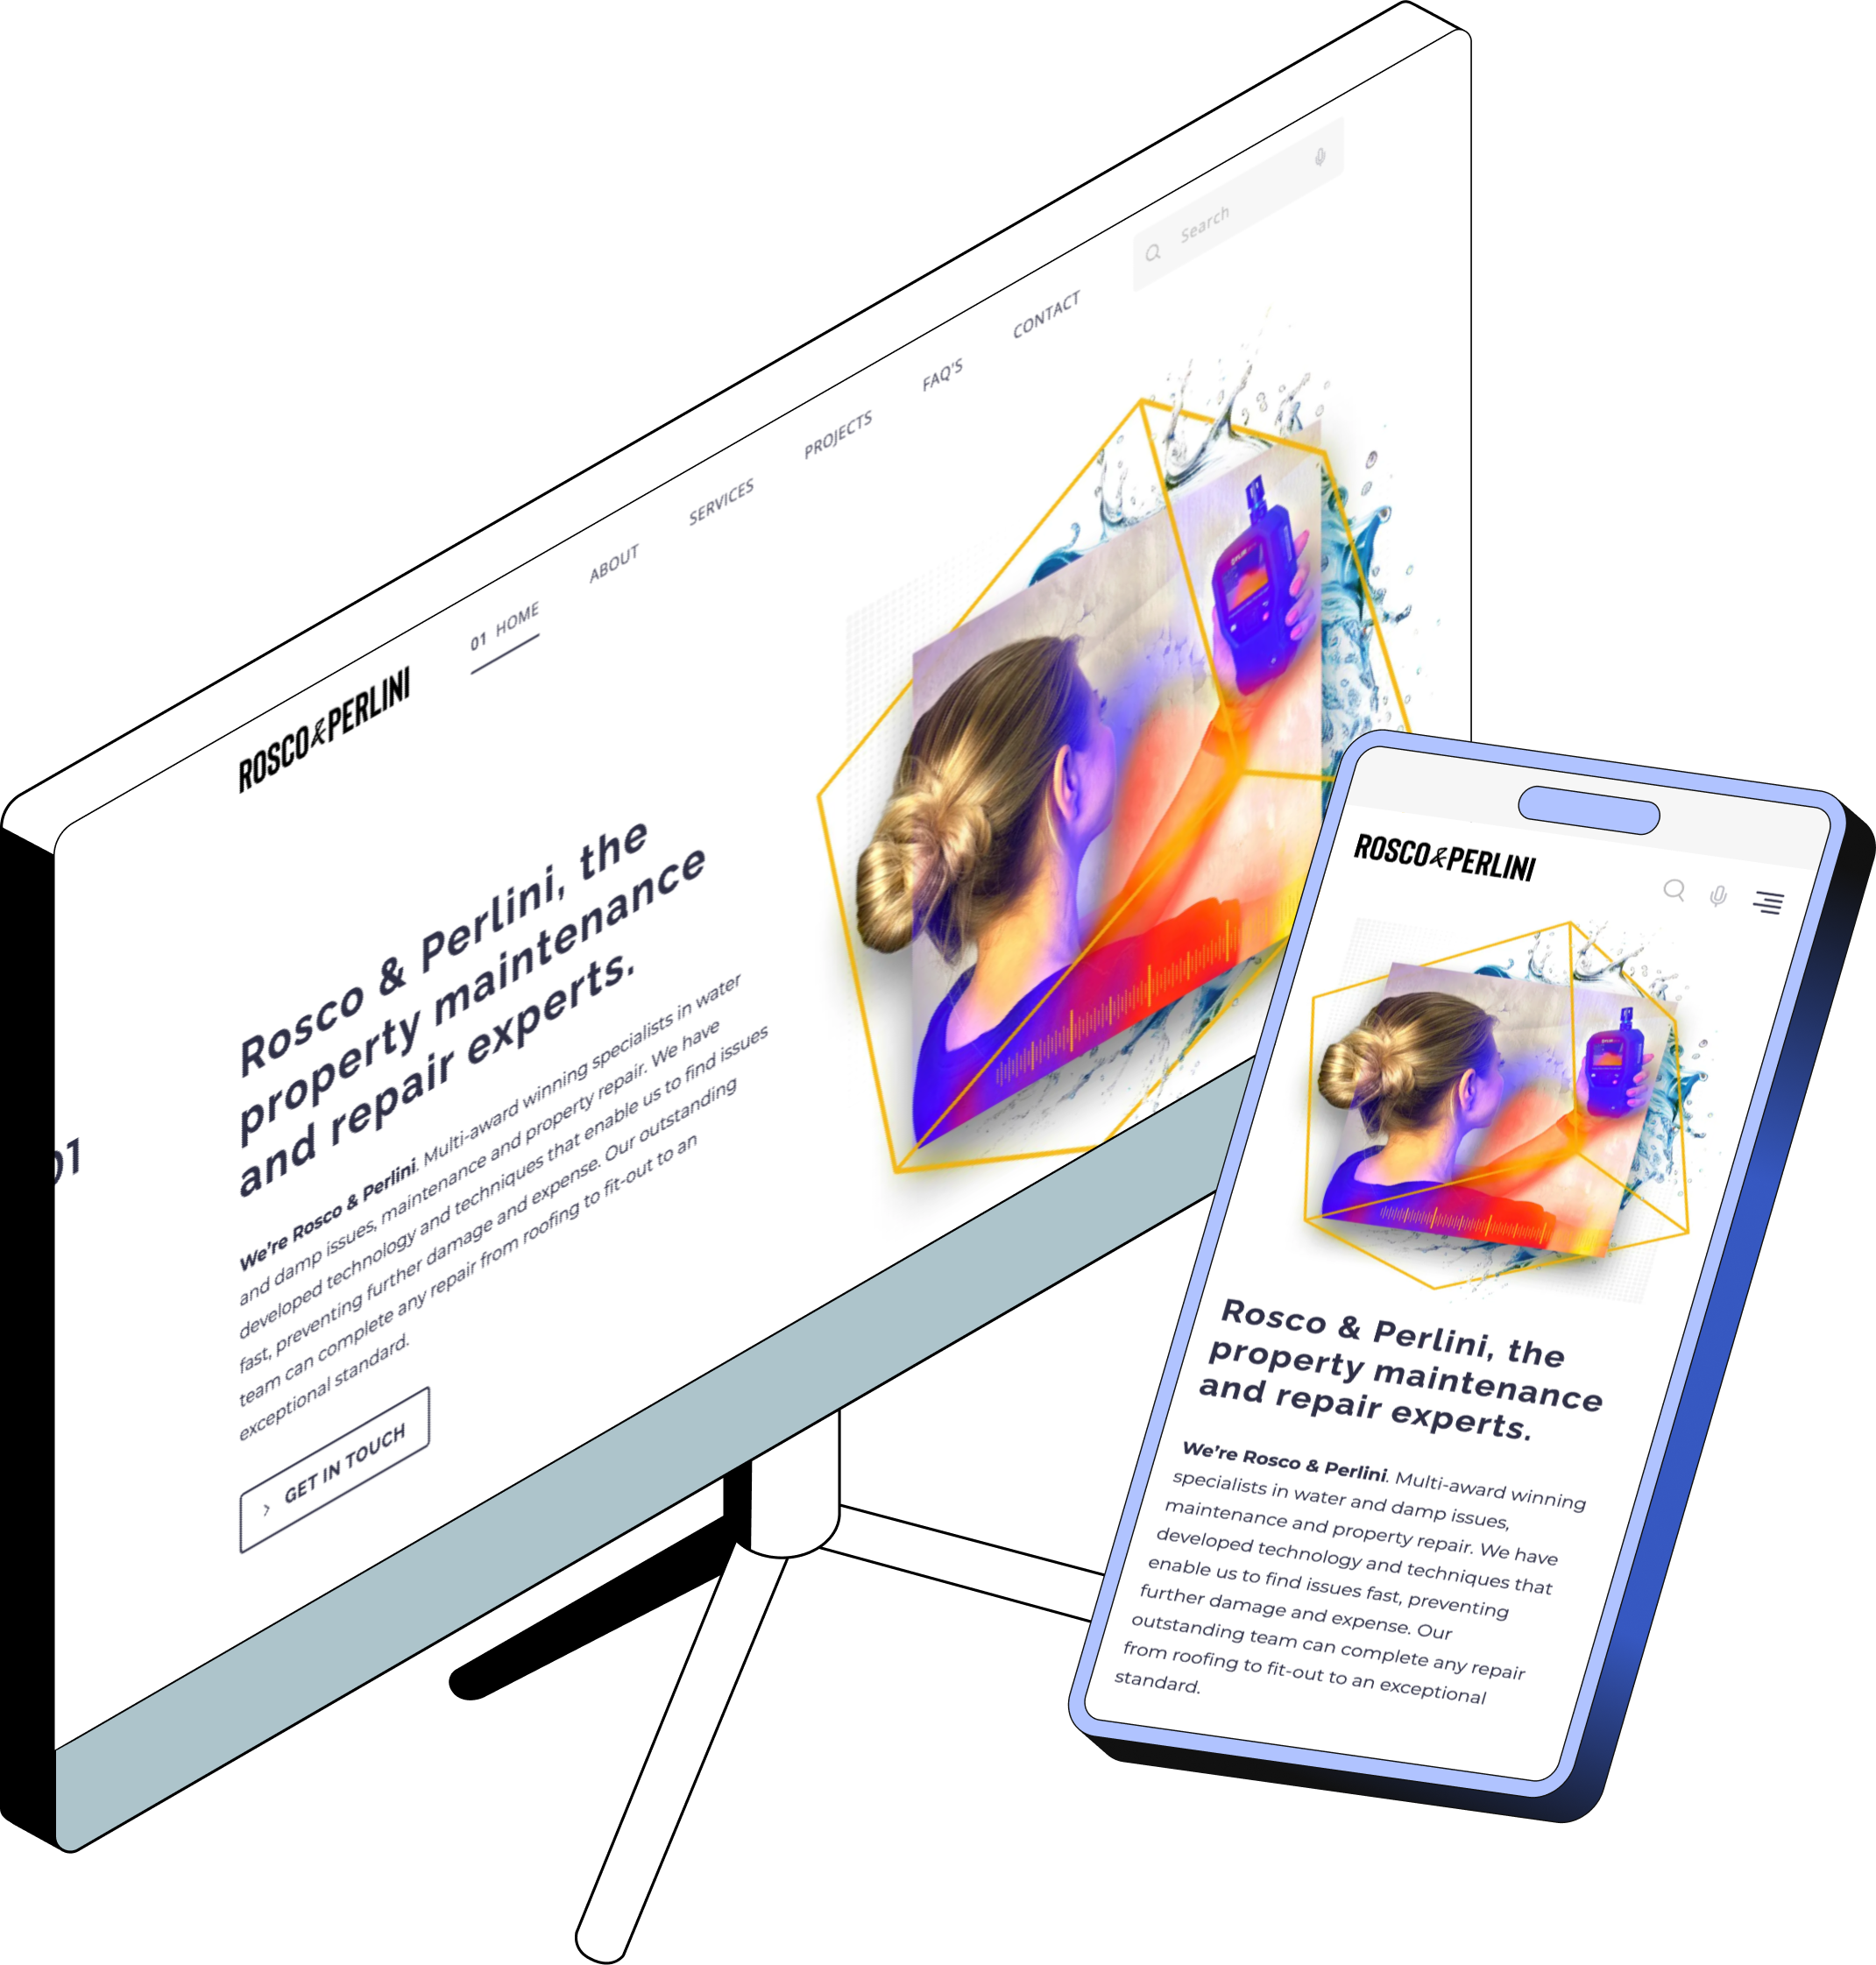 ROSCO&PERLINI
01 HOME
ABOUT
SERVICES
PROJECTS
FAQ'S
CONTACT
Search
01
Rosco & Perlini, the
property maintenance
and repair experts.
We're Rosco & Perlini. Multi-award winning specialists in water
and damp issues, maintenance and property repair. We have
developed technology and techniques that enable us to find issues
fast, preventing further damage and expense. Our outstanding
team can complete any repair from roofing to fit-out to an
exceptional standard.
GET IN TOUCH
ROSCO&PERLINI
Rosco & Perlini, the
property maintenance
and repair experts.
We're Rosco & Perlini. Multi-award winning
specialists in water and damp issues,
maintenance and property repair. We have
developed technology and techniques that
enable us to find issues fast, preventing
further damage and expense. Our
outstanding team can complete any repair
from roofing to fit-out to an exceptional
standard.